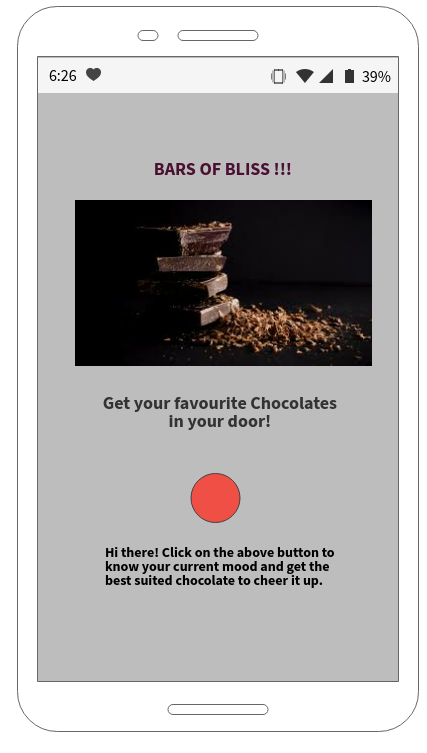 6:26
39%
BARS OF BLISS !!!
Get your favourite Chocolates
in your door!
Hi there! Click on the above button to
know your current mood and get the
best suited chocolate to cheer it up.